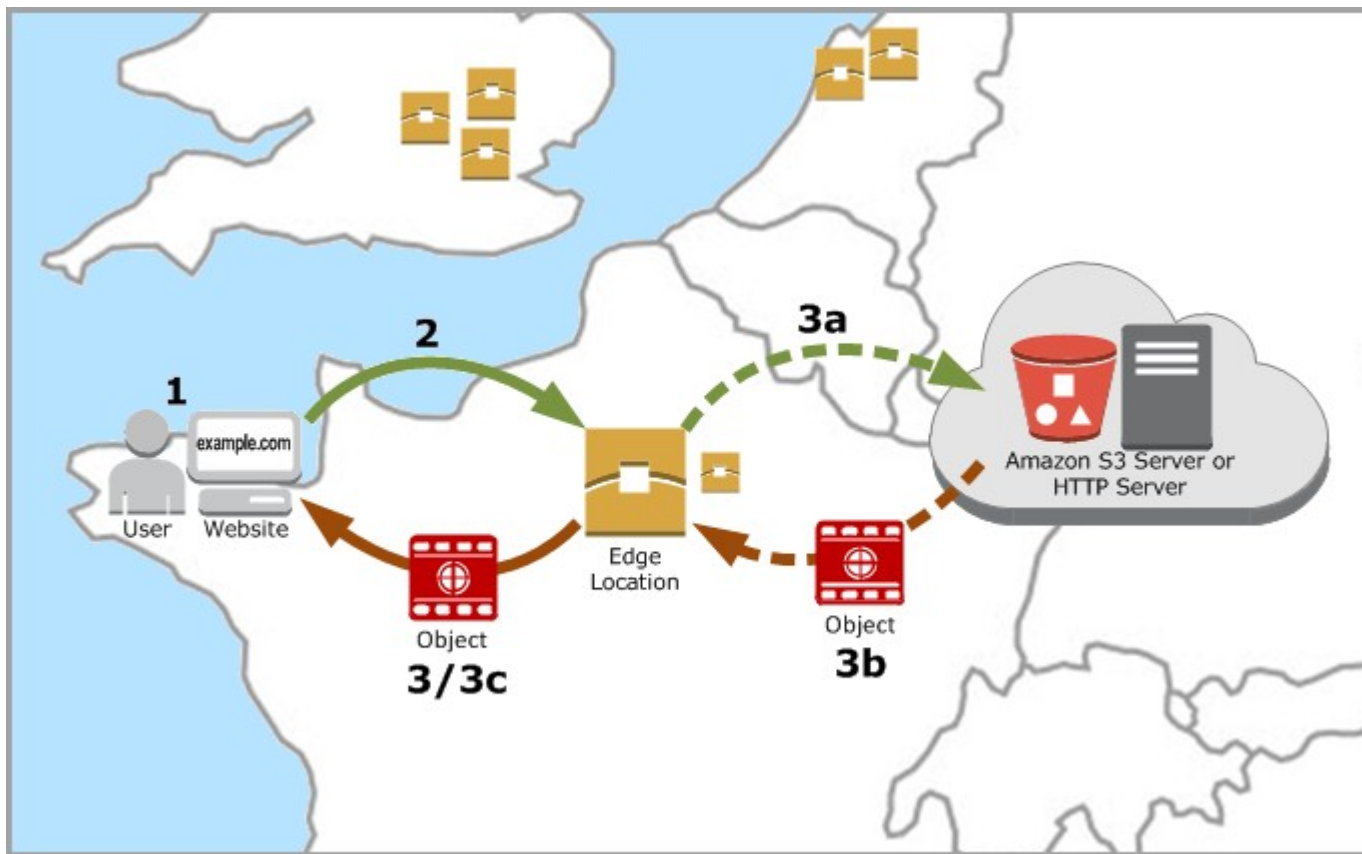 2
3a
1
example.com
User
Website
Amazon S3 Server or
HTTP Server
Edge
Location
Object
3/3c
Object
3b